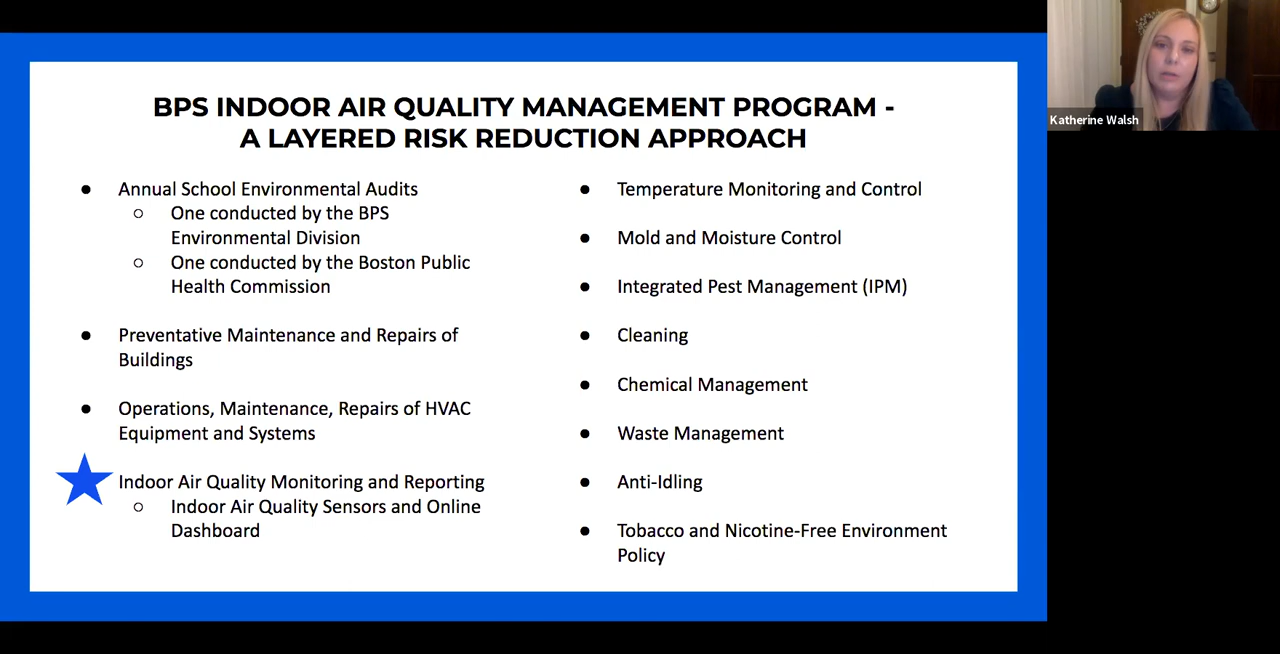 BPS INDOOR AIR QUALITY MANAGEMENT PROGRAM -
A LAYERED RISK REDUCTION APPROACH
● Annual School Environmental Audits
○ One conducted by the BPS
Environmental Division
○ One conducted by the Boston Public
Health Commission
● Preventative Maintenance and Repairs of
Buildings
● Operations, Maintenance, Repairs of HVAC
Equipment and Systems
Indoor Air Quality Monitoring and Reporting
○ Indoor Air Quality Sensors and Online
Dashboard
● Temperature Monitoring and Control
● Mold and Moisture Control
● Integrated Pest Management (IPM)
● Cleaning
● Chemical Management
● Waste Management
● Anti-Idling
● Tobacco and Nicotine-Free Environment
Policy
Katherine Walsh